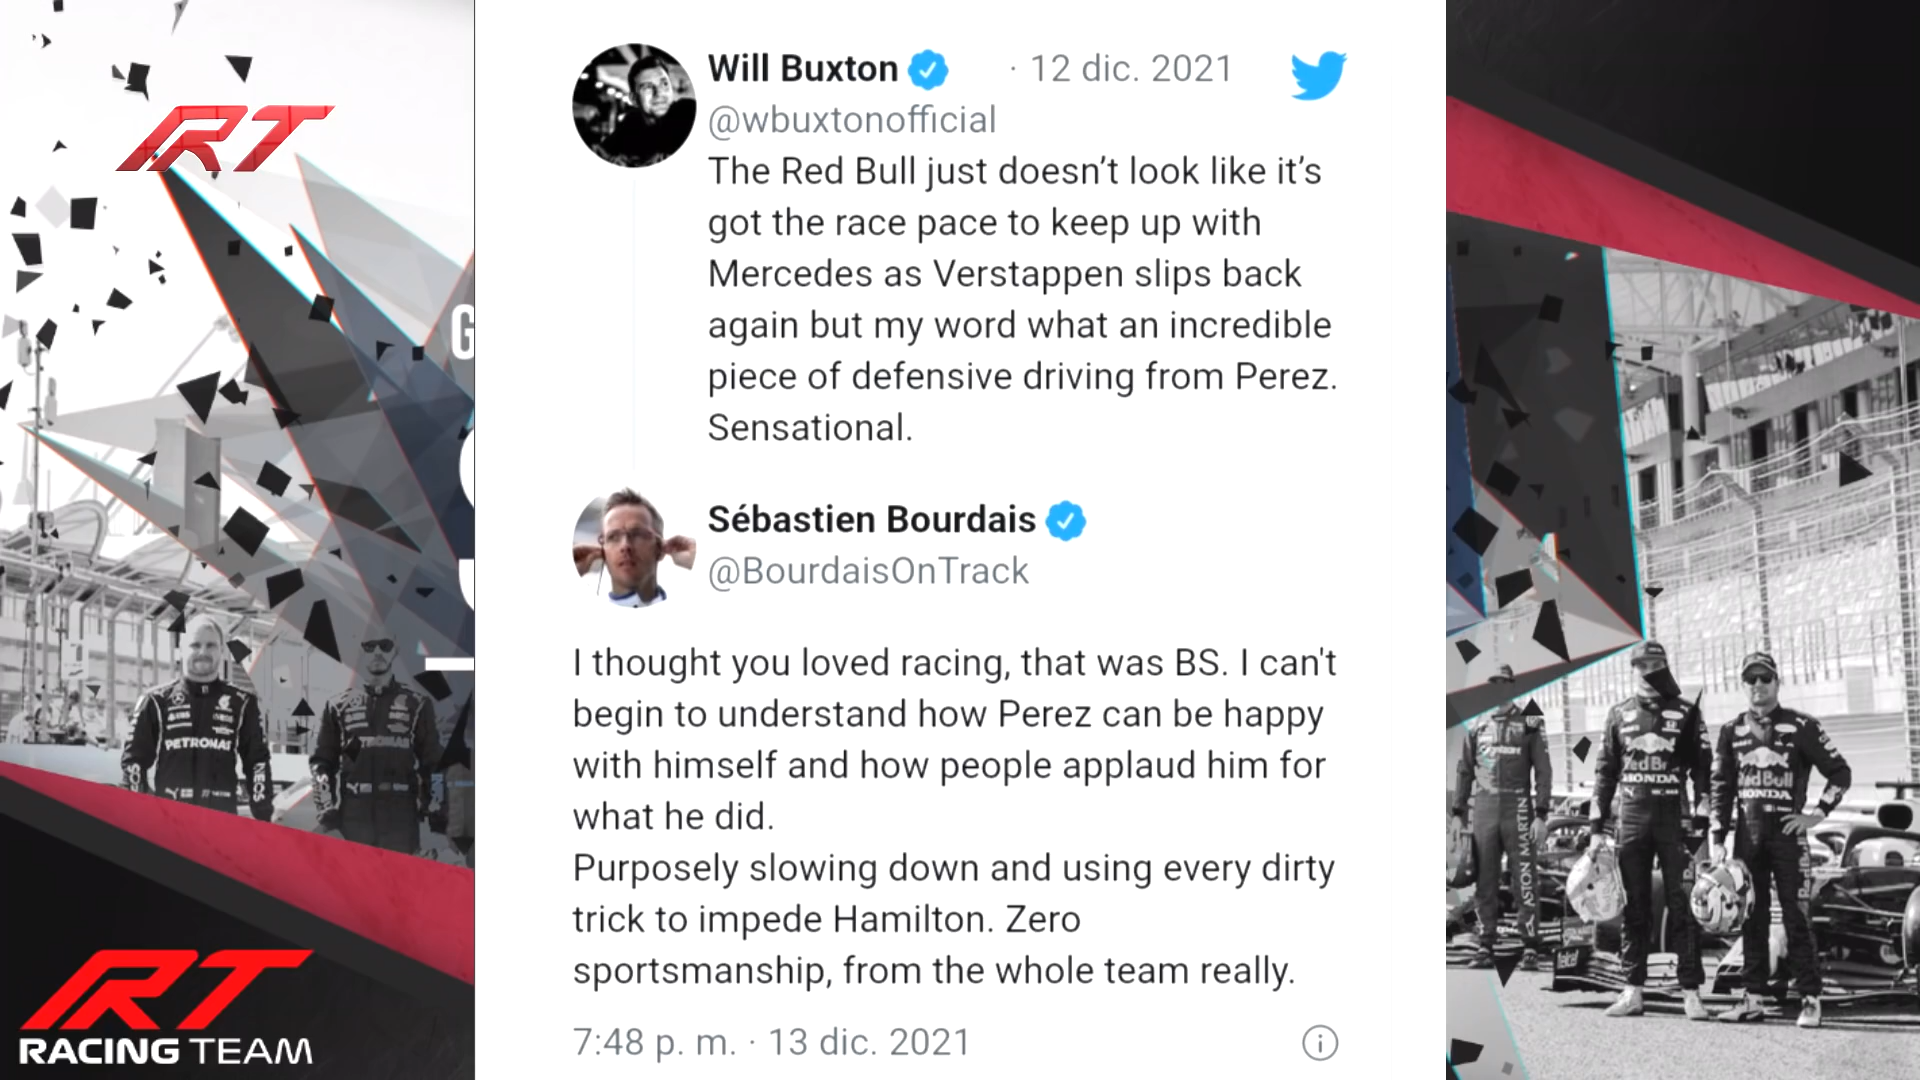 RT
Will Buxton · 12 dic. 2021
@wbuxtonofficial
The Red Bull just doesn’t look like it’s
got the race pace to keep up with
Mercedes as Verstappen slips back
again but my word what an incredible
piece of defensive driving from Perez.
Sensational.
Sébastien Bourdais
@BourdaisOnTrack
I thought you loved racing, that was BS. I can't
begin to understand how Perez can be happy
with himself and how people applaud him for
what he did.
Purposely slowing down and using every dirty
trick to impede Hamilton. Zero
sportsmanship, from the whole team really.
7:48 p. m. · 13 dic. 2021
G
PETRONAS
INEOS
ASTON MARTIN
RedBull
HONDA
RedBull
HONDA
RT
RACING TEAM